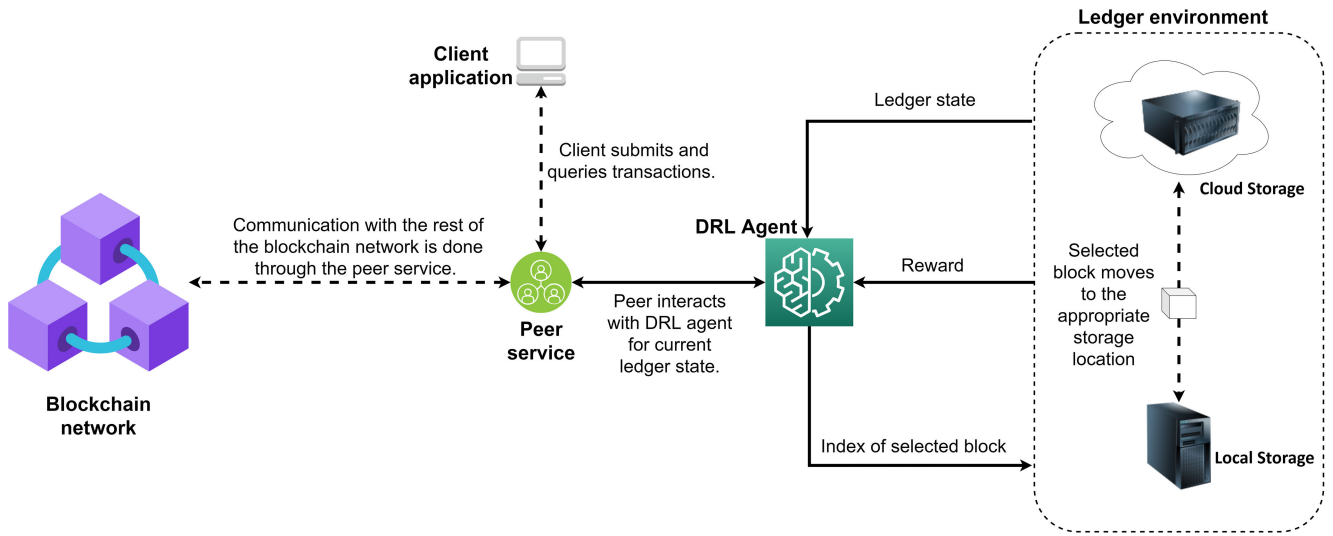 Ledger environment
Client
application
Ledger state
Client submits and
queries transactions.
Cloud Storage
Communication with the rest of
the blockchain network is done
through the peer service.
DRL Agent
Reward
Selected
block moves
to the
appropriate
storage
location
Peer
service
Peer interacts
with DRL agent
for current
ledger state.
Blockchain
network
Index of selected block
Local Storage